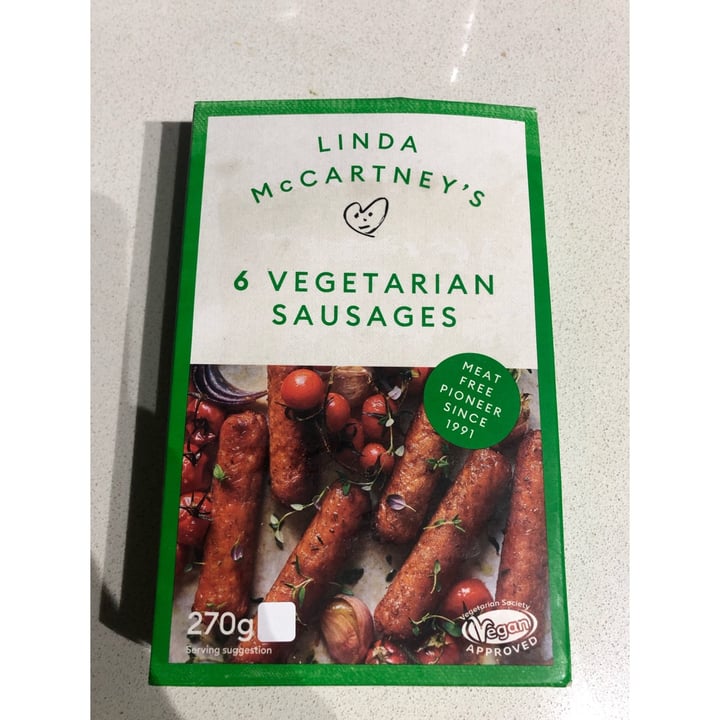 LINDA
McCARTNEY'S
6 VEGETARIAN
SAUSAGES
MEAT
FREE
PIONEER
SINCE
1991
270g
Serving suggestion
Vegetarian Society
Vegan
APPROVED